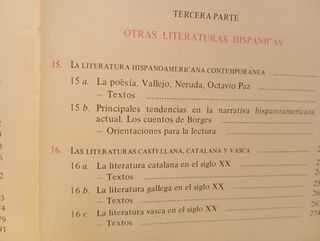 TERCERA PARTE
OTRAS LITERATURAS HISPANICAS
15. LA LITERATURA HISPANOAMERICANA CONTEMPORÁNEA
15 a. La poesía. Vallejo, Neruda, Octavio Paz
— Textos
15 b. Principales tendencias en la narrativa hispanoamericana
actual. Los cuentos de Borges
— Orientaciones para la lectura
16. LAS LITERATURAS CASTELLANA, CATALANA Y VASCA
16 a. La literatura catalana en el siglo XX
— Textos
16 b. La literatura gallega en el siglo XX
— Textos
16 c. La literatura vasca en el siglo XX
— Textos
274